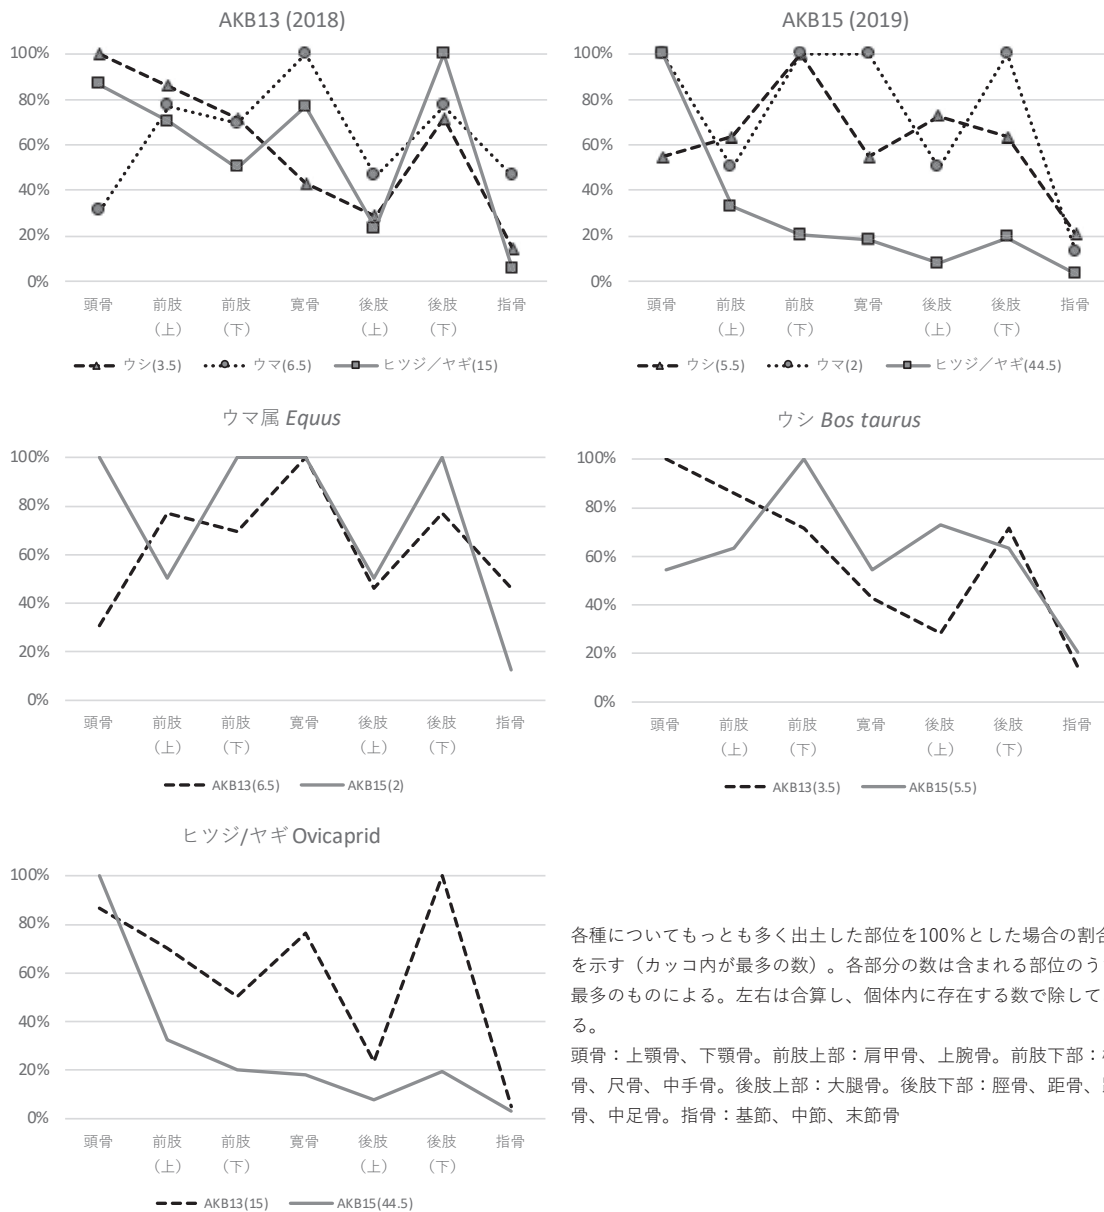 AKB13 (2018)
100%
80%
60%
40%
20%
0%
頭骨
前肢
（上）
前肢
（下）
寛骨
後肢
（上）
後肢
（下）
指骨
ウシ(3.5)
ウマ(6.5)
ヒツジ／ヤギ(15)
AKB15 (2019)
100%
80%
60%
40%
20%
0%
頭骨
前肢
（上）
前肢
（下）
寛骨
後肢
（上）
後肢
（下）
指骨
ウシ(5.5)
ウマ(2)
ヒツジ／ヤギ(44.5)
ウマ属 Equus
100%
80%
60%
40%
20%
0%
頭骨
前肢
（上）
前肢
（下）
寛骨
後肢
（上）
後肢
（下）
指骨
AKB13(6.5)
AKB15(2)
ウシ Bos taurus
100%
80%
60%
40%
20%
0%
頭骨
前肢
（上）
前肢
（下）
寛骨
後肢
（上）
後肢
（下）
指骨
AKB13(3.5)
AKB15(5.5)
ヒツジ/ヤギ Ovicaprid
100%
80%
60%
40%
20%
0%
頭骨
前肢
（上）
前肢
（下）
寛骨
後肢
（上）
後肢
（下）
指骨
AKB13(15)
AKB15(44.5)
各種についてもっとも多く出土した部位を100％とした場合の割合
を示す（カッコ内が最多の数）。各部分の数は含まれる部位のう
最多のものによる。左右は合算し、個体内に存在する数で除して
る。
頭骨：上顎骨、下顎骨。前肢上部：肩甲骨、上腕骨。前肢下部：
骨、尺骨、中手骨。後肢上部：大腿骨。後肢下部：脛骨、距骨、
骨、中足骨。指骨：基節、中節、末節骨